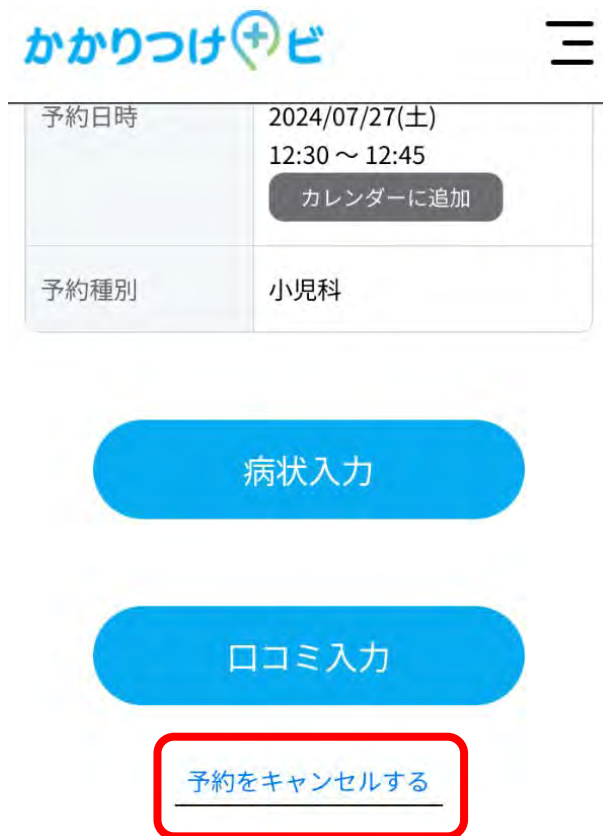 かかりつけナビ
予約日時
2024/07/27(土)
12:30 ～ 12:45
カレンダーに追加
予約種別
小児科
病状入力
口コミ入力
予約をキャンセルする